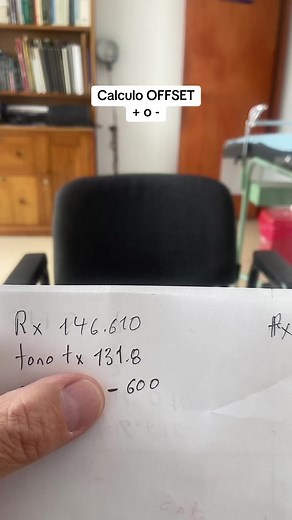 Calculo OFFSET
+ o -
Rx 146.610
tono tx 131.8
- 600
Rx